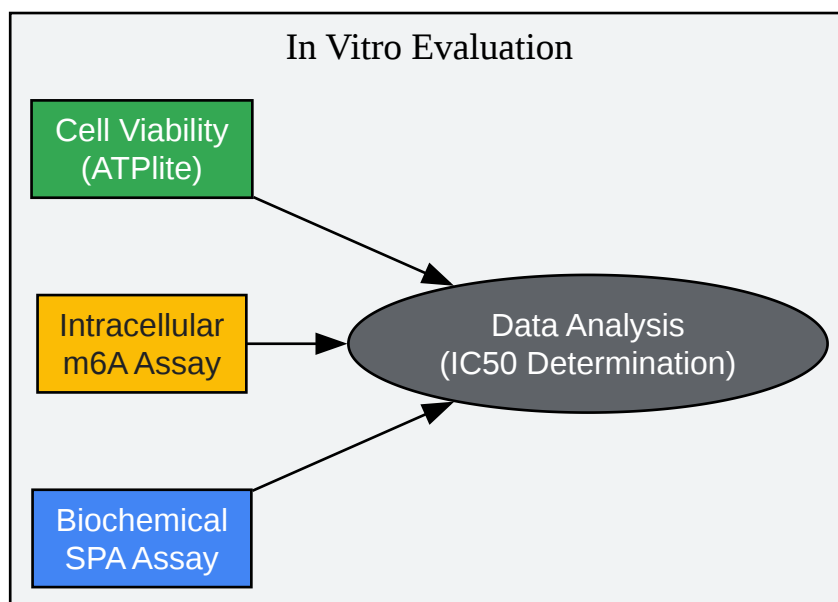 In Vitro Evaluation
Cell Viability
(ATPlite)
Intracellular
m6A Assay
Data Analysis
(IC50 Determination)
Biochemical
SPA Assay